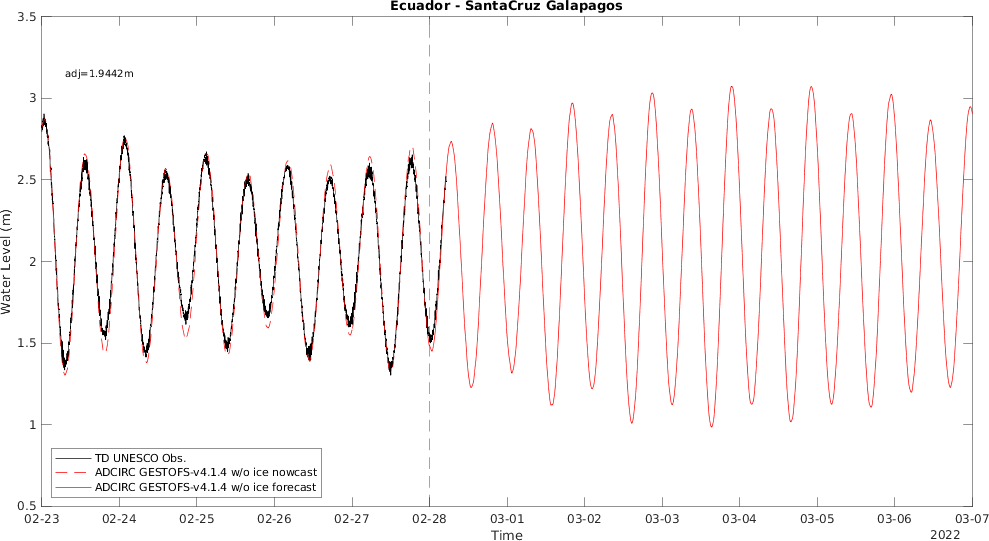 Ecuador - SantaCruz Galapagos
3.5
adj=1.9442m
3
2.5
Water Level (m)
2
1.5
1
TD UNESCO Obs.
ADCIRC GESTOFS-v4.1.4 w/o ice nowcast
ADCIRC GESTOFS-v4.1.4 w/o ice forecast
0.5
02-23 02-24 02-25 02-26 02-27 02-28 03-01 03-02 03-03 03-04 03-05 03-06 03-07
Time
2022